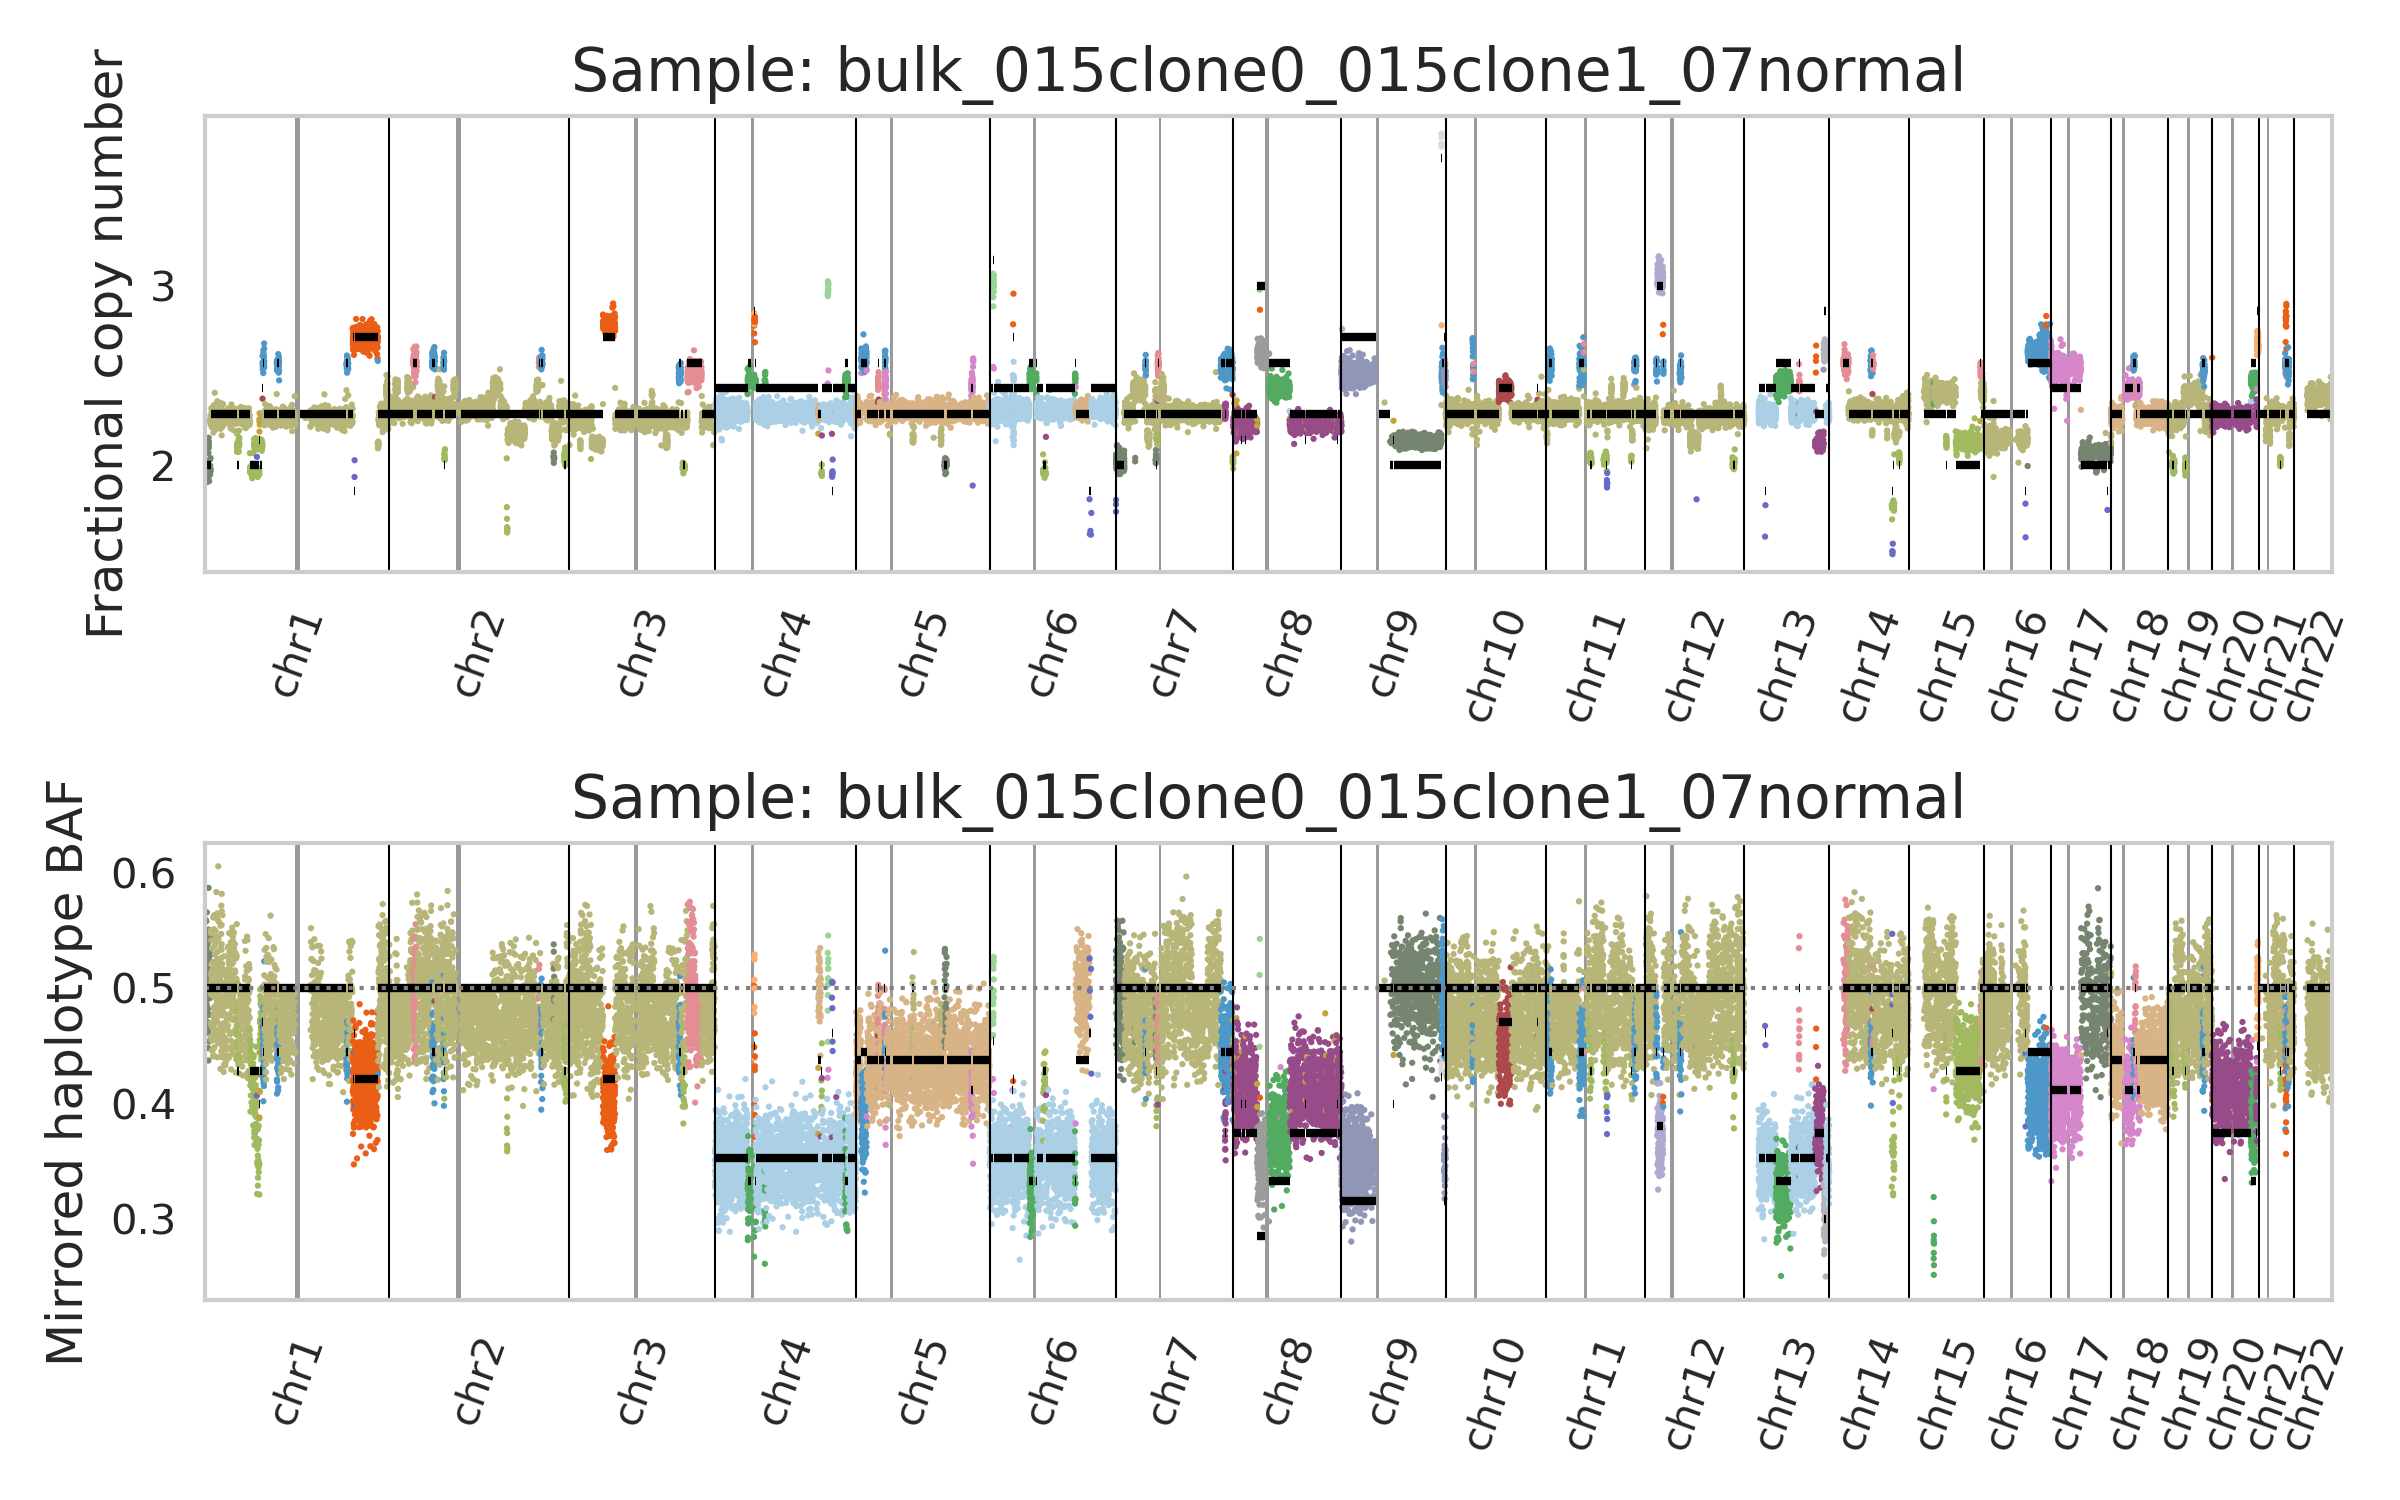 Sample: bulk_015clone0_015clone1_07normal
Fractional copy number
3
2
chr1 chr2 chr3 chr4 chr5 chr6 chr7 chr8 chr9 chr10 chr11 chr12 chr13 chr14 chr15 chr16 chr17 chr18 chr19 chr20 chr21 chr22
Sample: bulk_015clone0_015clone1_07normal
Mirrored haplotype BAF
0.6
0.5
0.4
0.3
chr1 chr2 chr3 chr4 chr5 chr6 chr7 chr8 chr9 chr10 chr11 chr12 chr13 chr14 chr15 chr16 chr17 chr18 chr19 chr20 chr21 chr22